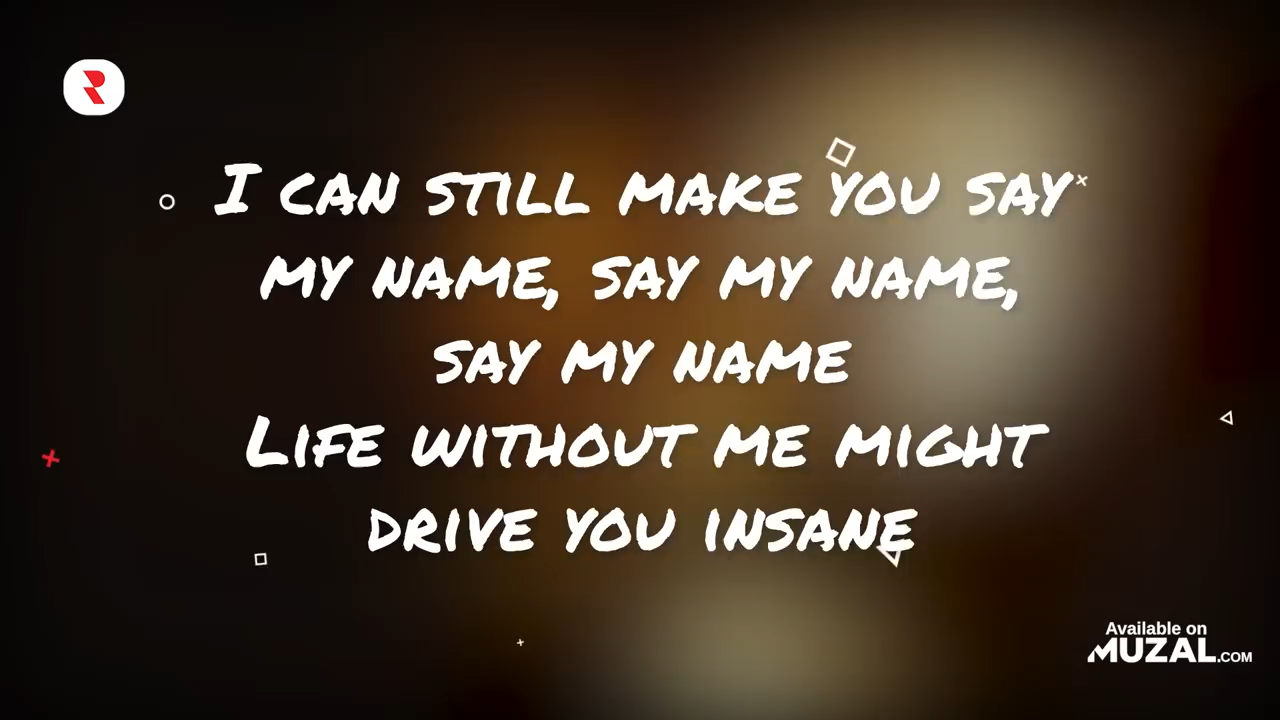 I can still make you say
my name, say my name,
say my name
Life without me might
drive you insane
Available on
MUZAL.COM